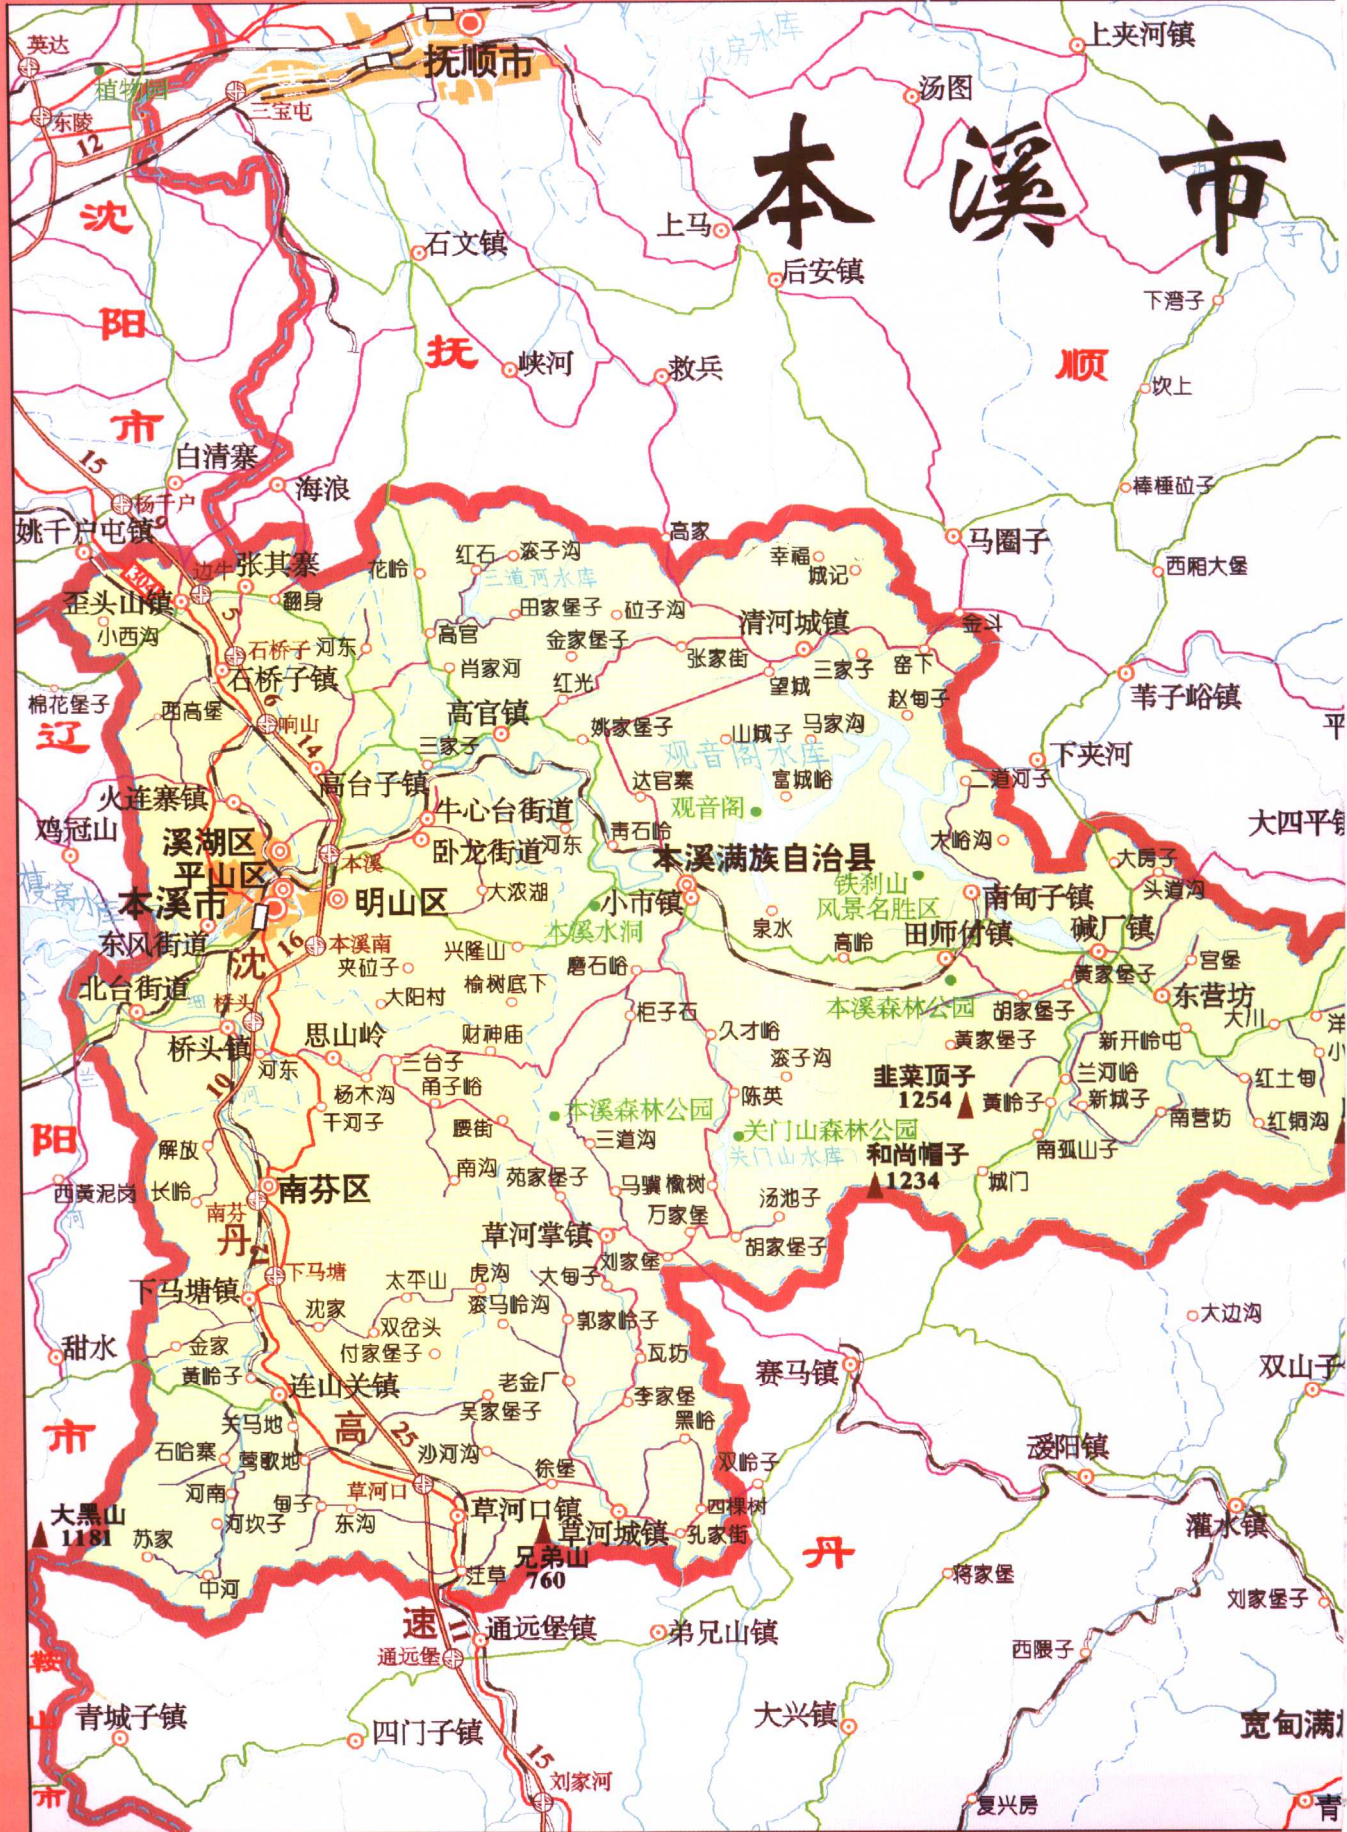 本溪市
英达
植物园
东陵
12
抚顺市
三宝屯
上夹河镇
汤图
沈
阳
市
石文镇
上马
后安镇
下湾子
抚
顺
峡河
救兵
坎上
15
白清寨
海浪
杨千户
棒棰砬子
姚千户屯镇
高家
马圈子
西厢大堡
304
边牛
张其寨
花岭
红石
滚子沟
三道河水库
幸福
城记
歪头山镇
5
翻身
田家堡子
砬子沟
清河城镇
金斗
小西沟
石桥子
河东
高官
金家堡子
张家街
三家子
窑下
石桥子镇
肖家河
红光
望城
赵甸子
苇子峪镇
棉花堡子
西高堡
6
响山
高官镇
姚家堡子
山城子
马家沟
辽
14
三家子
观音阁水库
下夹河
高台子镇
达官寨
富城峪
二道河子
火连寨镇
牛心台街道
观音阁
大四平镇
鸡冠山
溪湖区
卧龙街道
河东
青石岭
大峪沟
平山区
本溪
本溪满族自治县
大房子
本溪市
明山区
大浓湖
铁刹山
风景名胜区
南甸子镇
头道沟
小市镇
东风街道
16
本溪南
本溪水洞
泉水
高岭
田师付镇
碱厂镇
沈
夹砬子
兴隆山
磨石峪
宫堡
北台街道
桥头
大阳村
榆树底下
本溪森林公园
黄家堡子
东营坊
柜子石
胡家堡子
大川
桥头镇
思山岭
财神庙
久才峪
滚子沟
黄家堡子
新开岭屯
河东
三台子
杨木沟
甬子峪
陈英
韭菜顶子
1254
兰河峪
红土甸
10
干河子
本溪森林公园
黄岭子
新城子
南营坊
红铜沟
阳
解放
腰街
三道沟
关门山森林公园
关门山水库
和尚帽子
1234
南孤山子
西黄泥岗
长岭
南芬区
南沟
苑家堡子
马骥
橡树
城门
南芬
万家堡
汤池子
丹
草河掌镇
刘家堡
胡家堡子
下马塘
下马塘镇
太平山
虎沟
大甸子
沈家
滚马岭沟
双岔头
郭家岭子
大边沟
甜水
金家
付家堡子
瓦坊
赛马镇
双山子
黄岭子
连山关镇
老金厂
李家堡
市
关马地
高
25
吴家堡子
黑峪
石哈寨
莺歌地
沙河沟
徐堡
双岭子
叆阳镇
河南
甸子
草河口
大黑山
1181
河坎子
东沟
草河口镇
草河城镇
四棵树
孔家街
灌水镇
苏家
兄弟山
760
丹
中河
汪草
蒋家堡
刘家堡子
速
11
通远堡镇
弟兄山镇
西隈子
通远堡
鞍
山
市
青城子镇
四门子镇
大兴镇
宽甸满
15
刘家河
复兴房
青